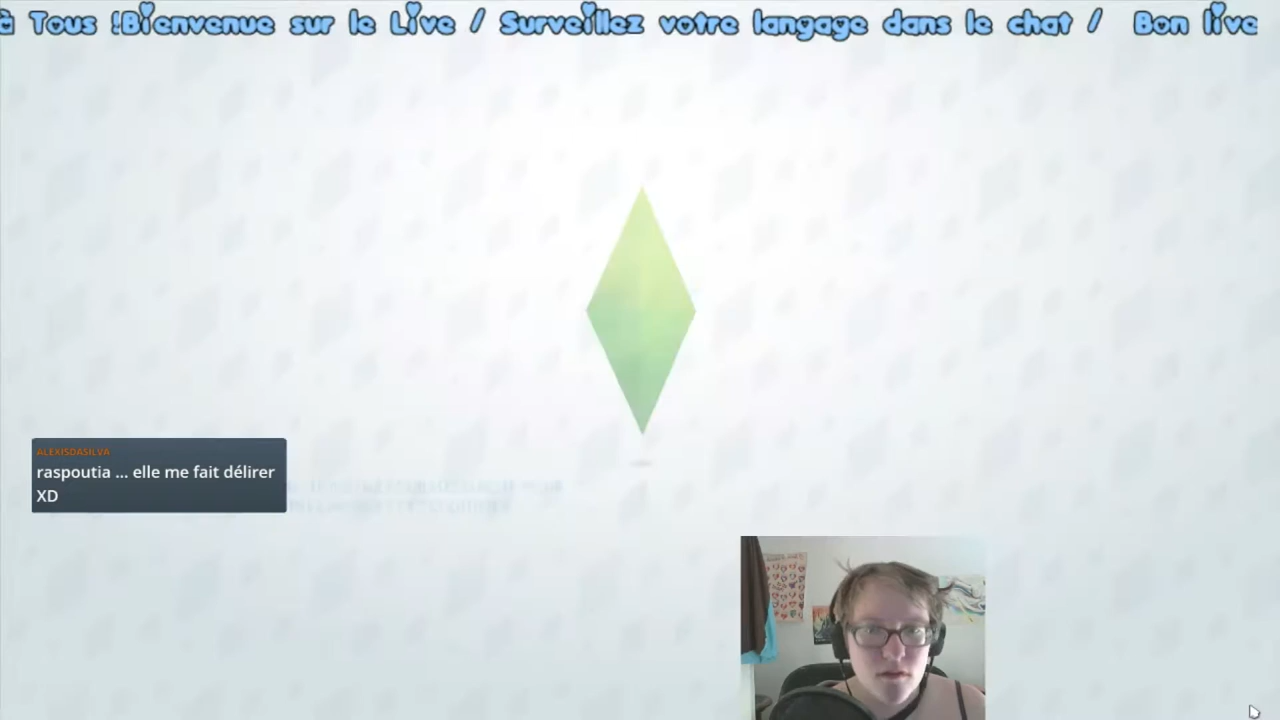 à Tous !Bienvenue sur le Live / Surveillez votre langage dans le chat / Bon live
ALEXISDASILVA
raspoutia ... elle me fait délirer
XD